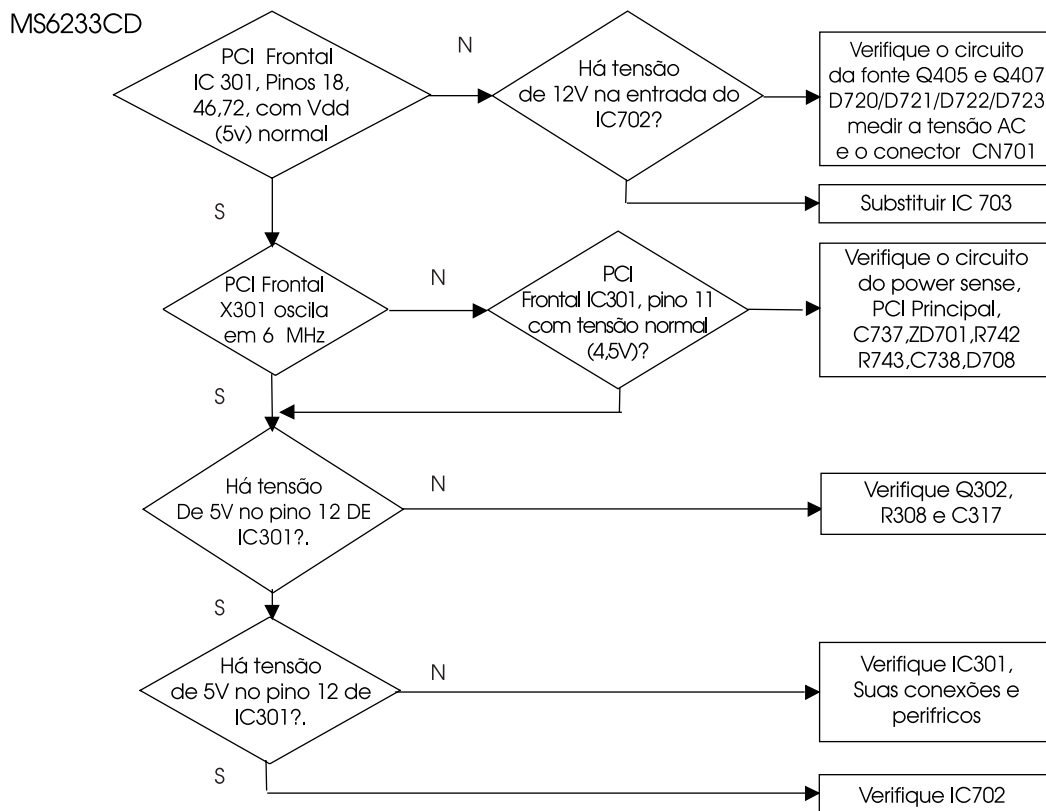 MS6233CD
PCI Frontal
IC 301, Pinos 18,
46,72, com Vdd
(5v) normal
N
Há tensão
de 12V na entrada do
IC702?
Verifique o circuito
da fonte Q405 e Q407
D720/D721/D722/D723
medir a tensão AC
e o conector CN701
S
Substituir IC 703
PCI Frontal
X301 oscila
em 6 MHz
N
PCI
Frontal IC301, pino 11
com tensão normal
(4,5V)?
Verifique o circuito
do power sense,
PCI Principal,
C737,ZD701,R742
R743,C738,D708
S
Há tensão
De 5V no pino 12 DE
IC301?.
N
Verifique Q302,
R308 e C317
S
Há tensão
de 5V no pino 12 de
IC301?.
N
Verifique IC301,
Suas conexões e
perifricos
S
Verifique IC702